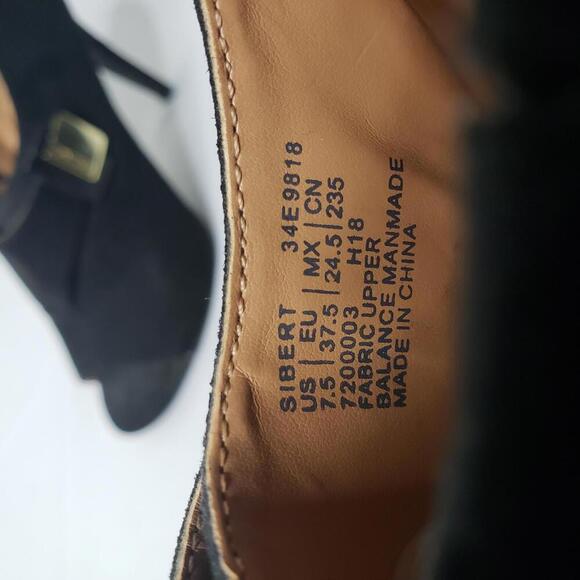 SIBERT 34E9818
US | EU | MX | CN
7.5 | 37.5 | 24.5 | 235
7200003 H18
FABRIC UPPER
BALANCE MANMADE
MADE IN CHINA